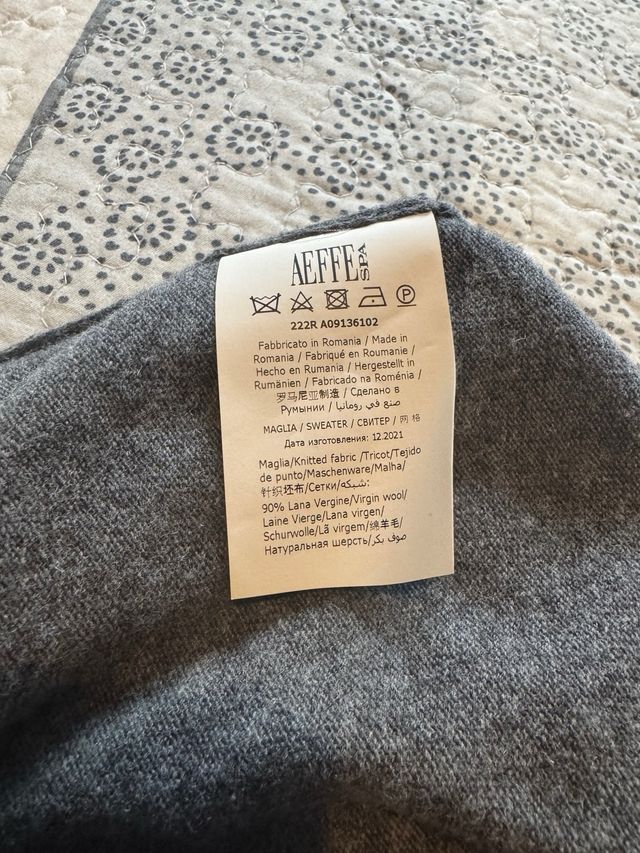 AEFFE SPA
222R A09136102
Fabbricato in Romania / Made in
Romania / Fabriqué en Roumanie /
Hecho en Rumania / Hergestellt in
Rumänien / Fabricado na Roménia /
罗马尼亚制造 / Сделано в
Румынии / صنع في رومانيا
MAGLIA / SWEATER / СВИТЕР / 网 格
Дата изготовления: 12.2021
Maglia/Knitted fabric /Tricot/Tejido
de punto/Maschenware/Malha/
针织坯布/Сетки/شبكه:
90% Lana Vergine/Virgin wool/
Laine Vierge/Lana virgen/
Schurwolle/Lã virgem/绵羊毛/
Натуральная шерсть/صوف بكر